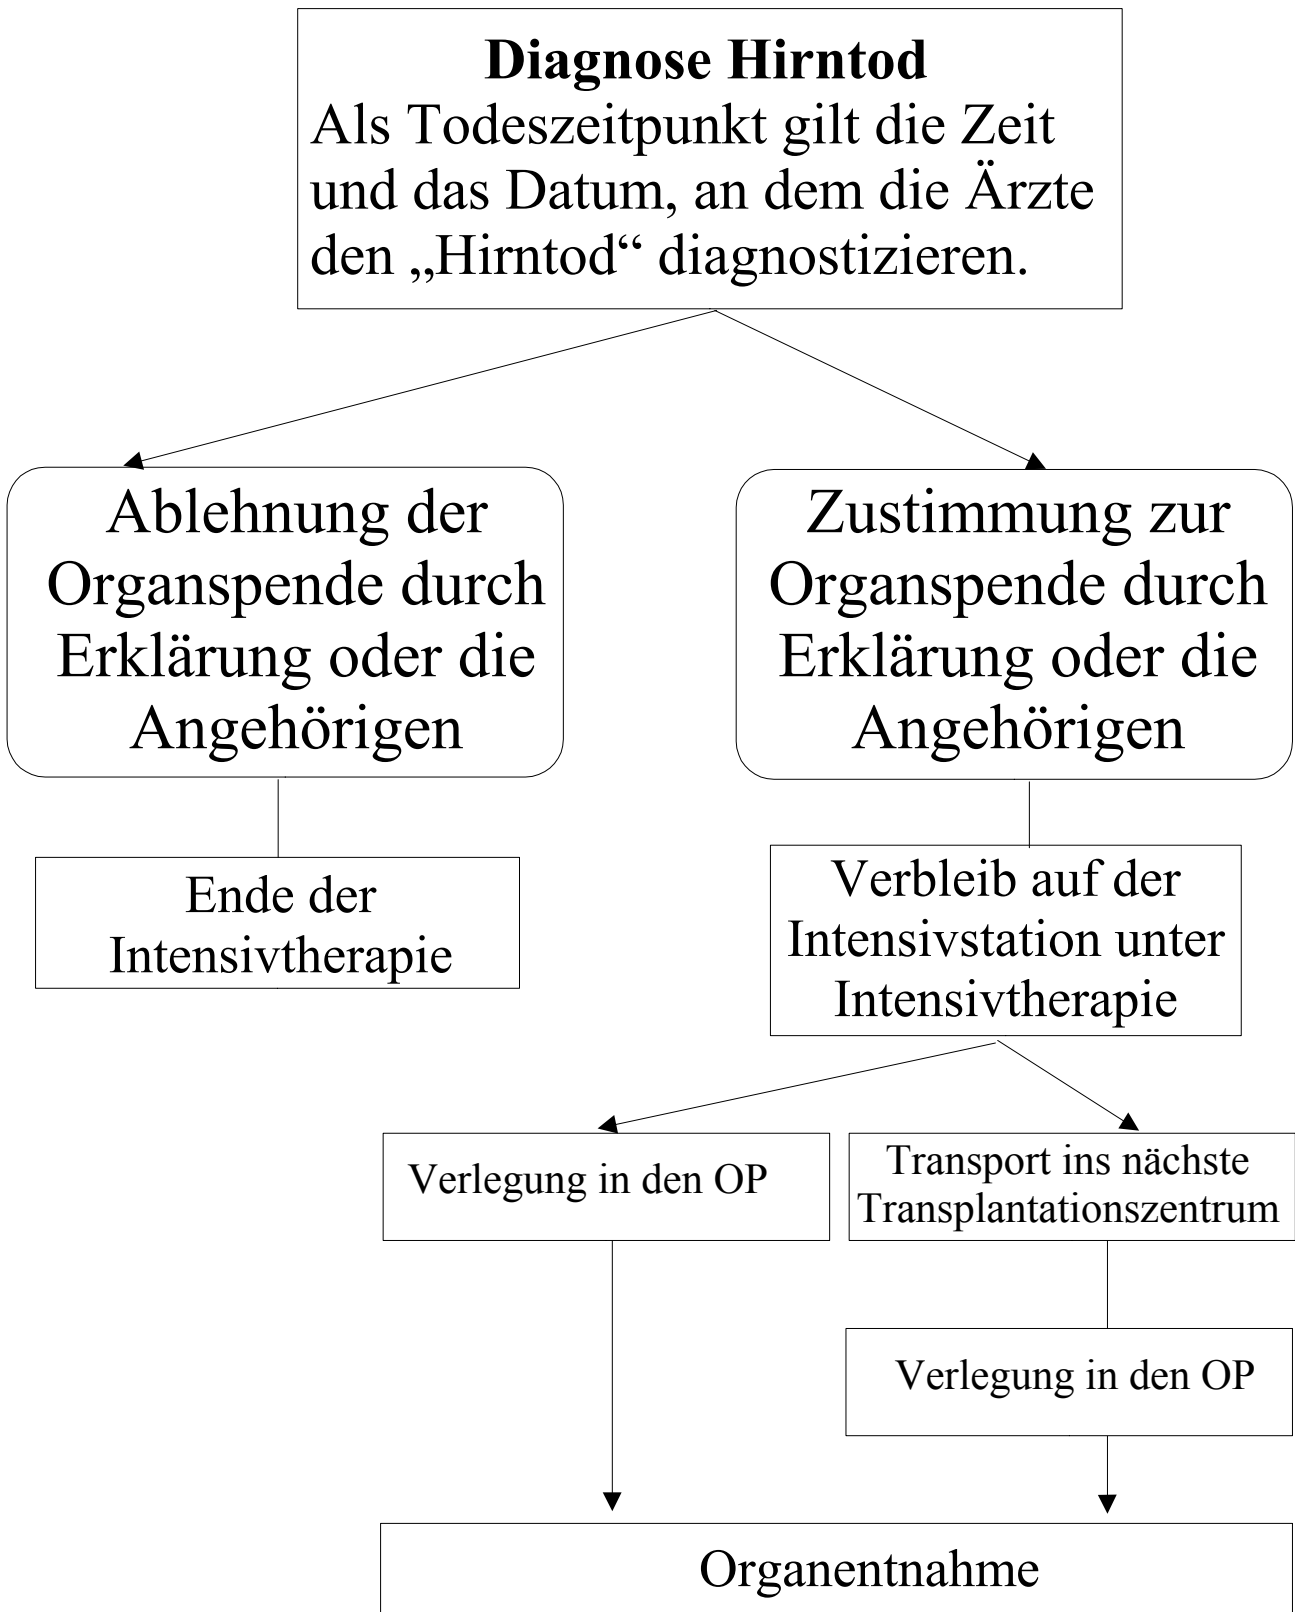 Diagnose Hirntod
Als Todeszeitpunkt gilt die Zeit
und das Datum, an dem die Ärzte
den „Hirntod“ diagnostizieren.
Ablehnung der
Organspende durch
Erklärung oder die
Angehörigen
Zustimmung zur
Organspende durch
Erklärung oder die
Angehörigen
Ende der
Intensivtherapie
Verbleib auf der
Intensivstation unter
Intensivtherapie
Verlegung in den OP
Transport ins nächste
Transplantationszentrum
Verlegung in den OP
Organentnahme